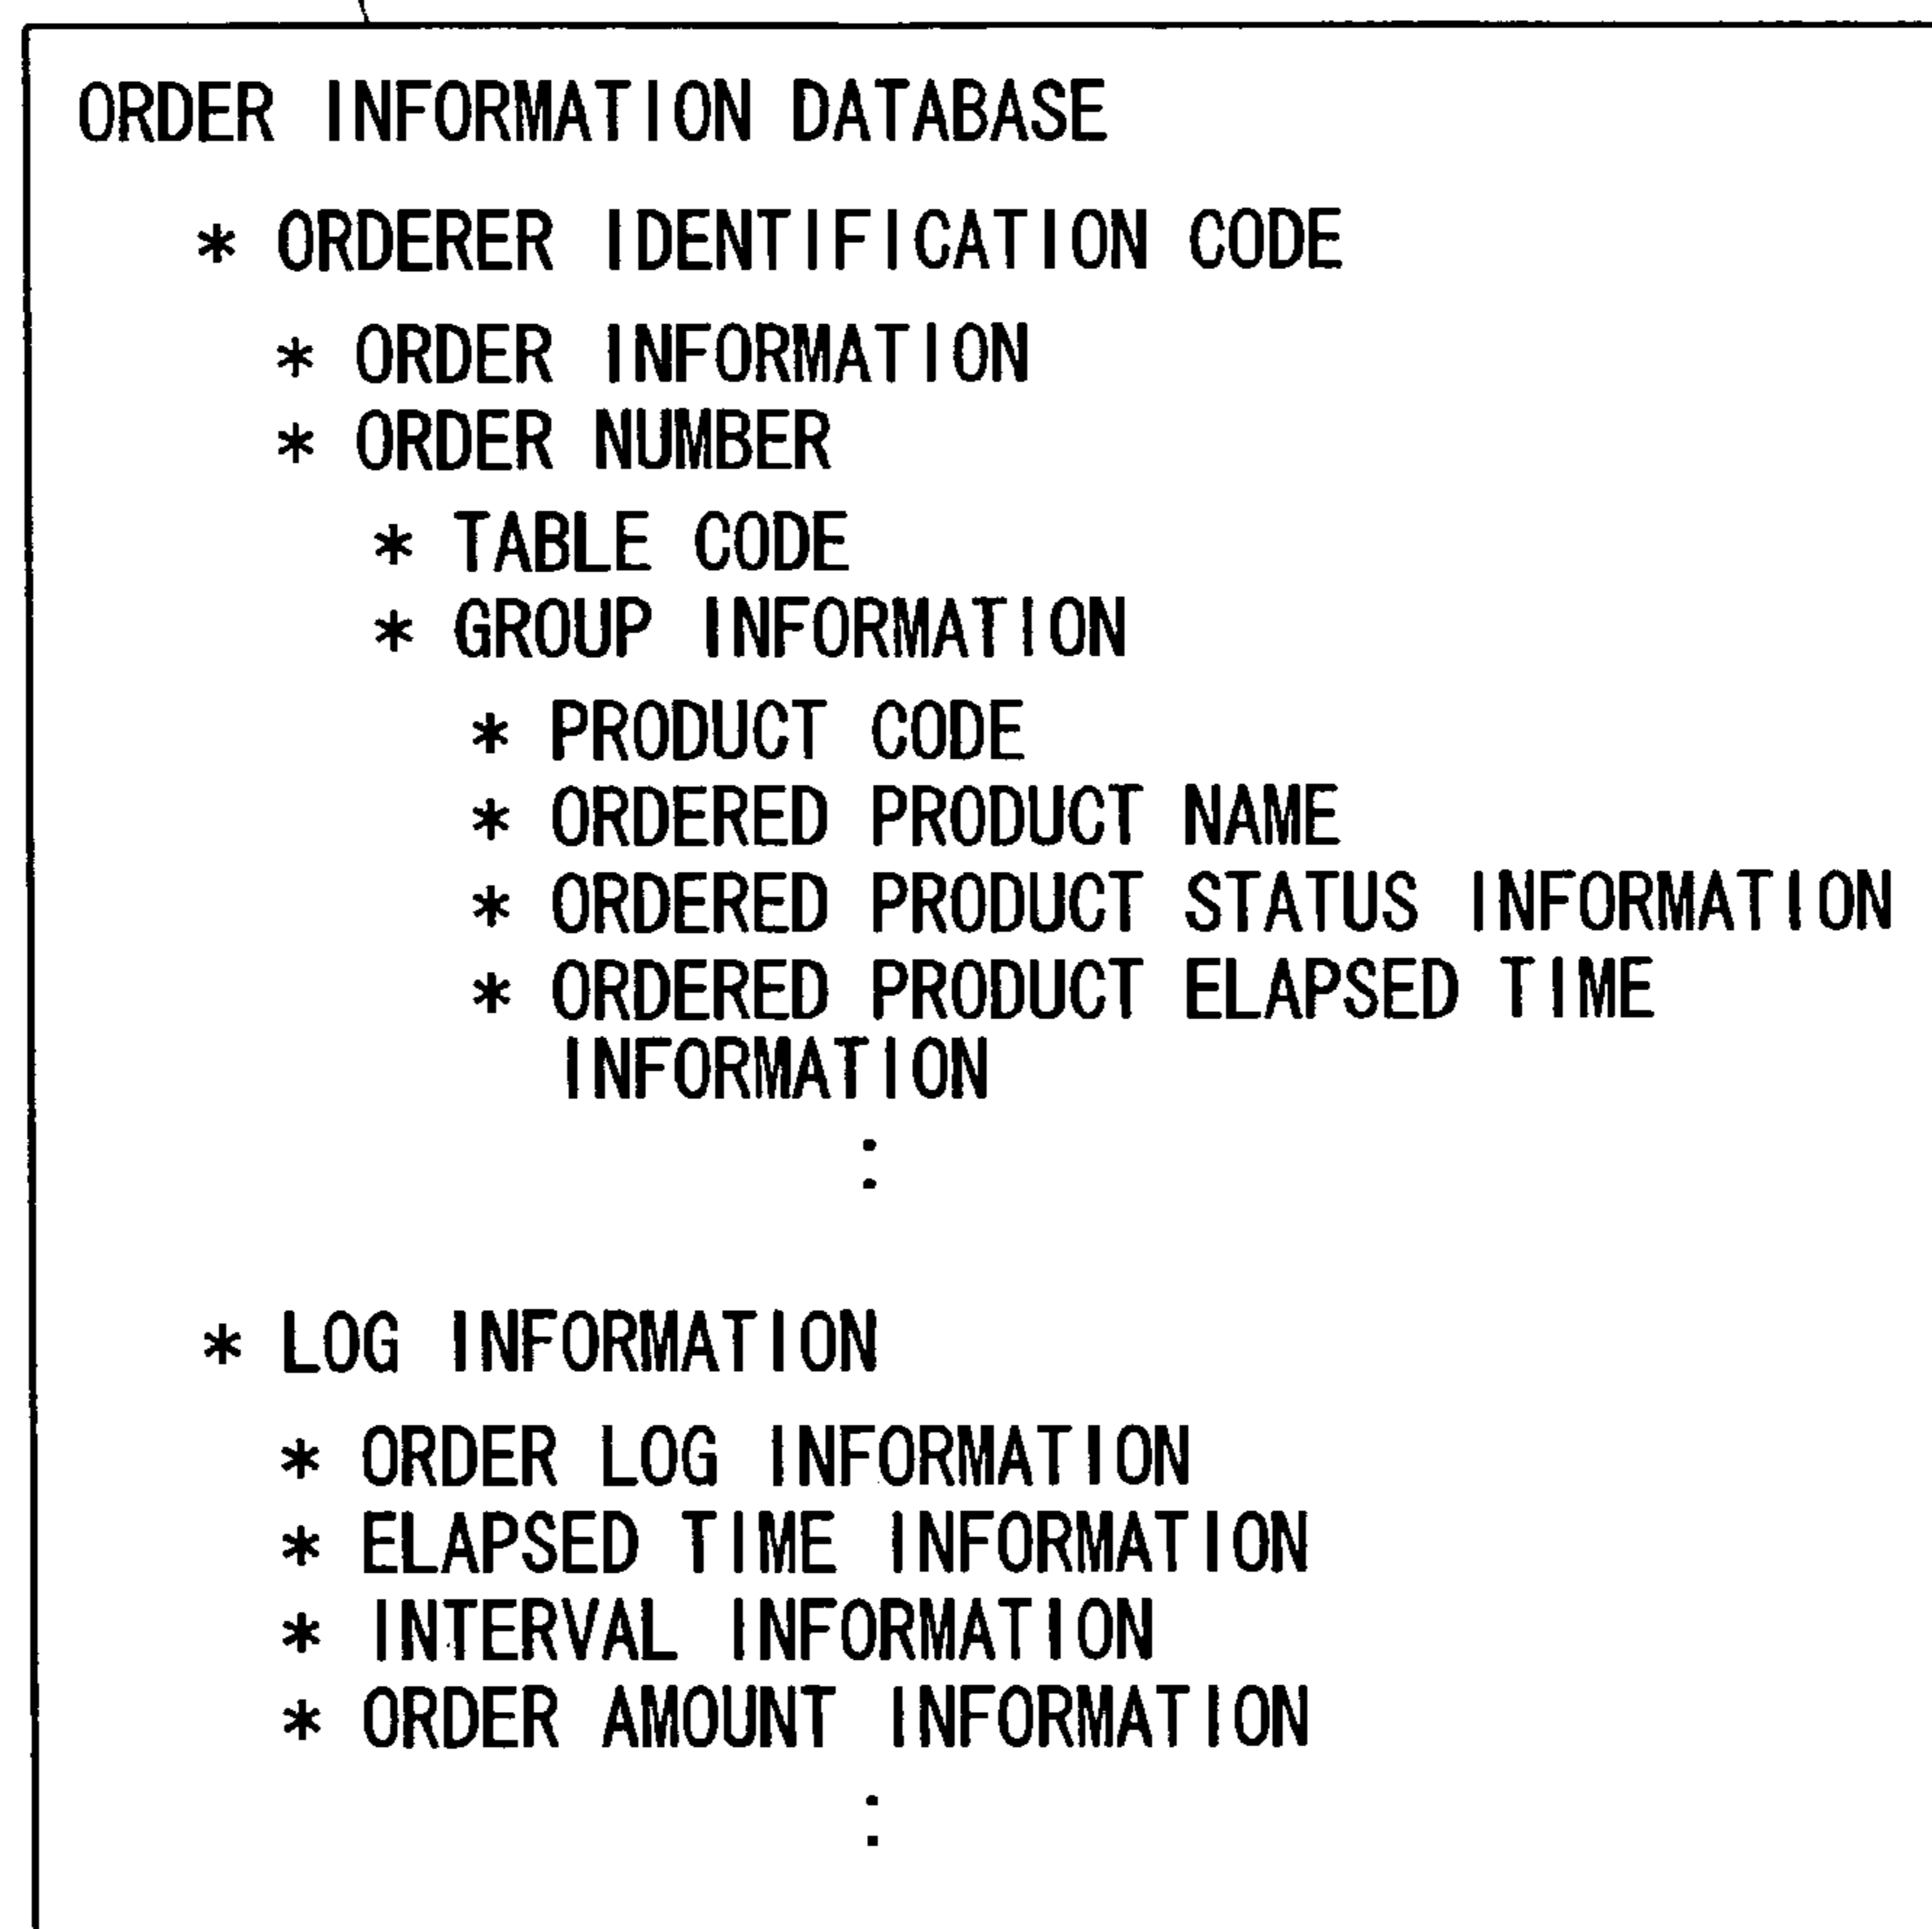 ORDER INFORMATION DATABASE
* ORDERER IDENTIFICATION CODE
* ORDER INFORMATION
* ORDER NUMBER
* TABLE CODE
* GROUP INFORMATION
* PRODUCT CODE
* ORDERED PRODUCT NAME
* ORDERED PRODUCT STATUS INFORMATION
* ORDERED PRODUCT ELAPSED TIME
INFORMATION
:
* LOG INFORMATION
* ORDER LOG INFORMATION
* ELAPSED TIME INFORMATION
* INTERVAL INFORMATION
* ORDER AMOUNT INFORMATION
: